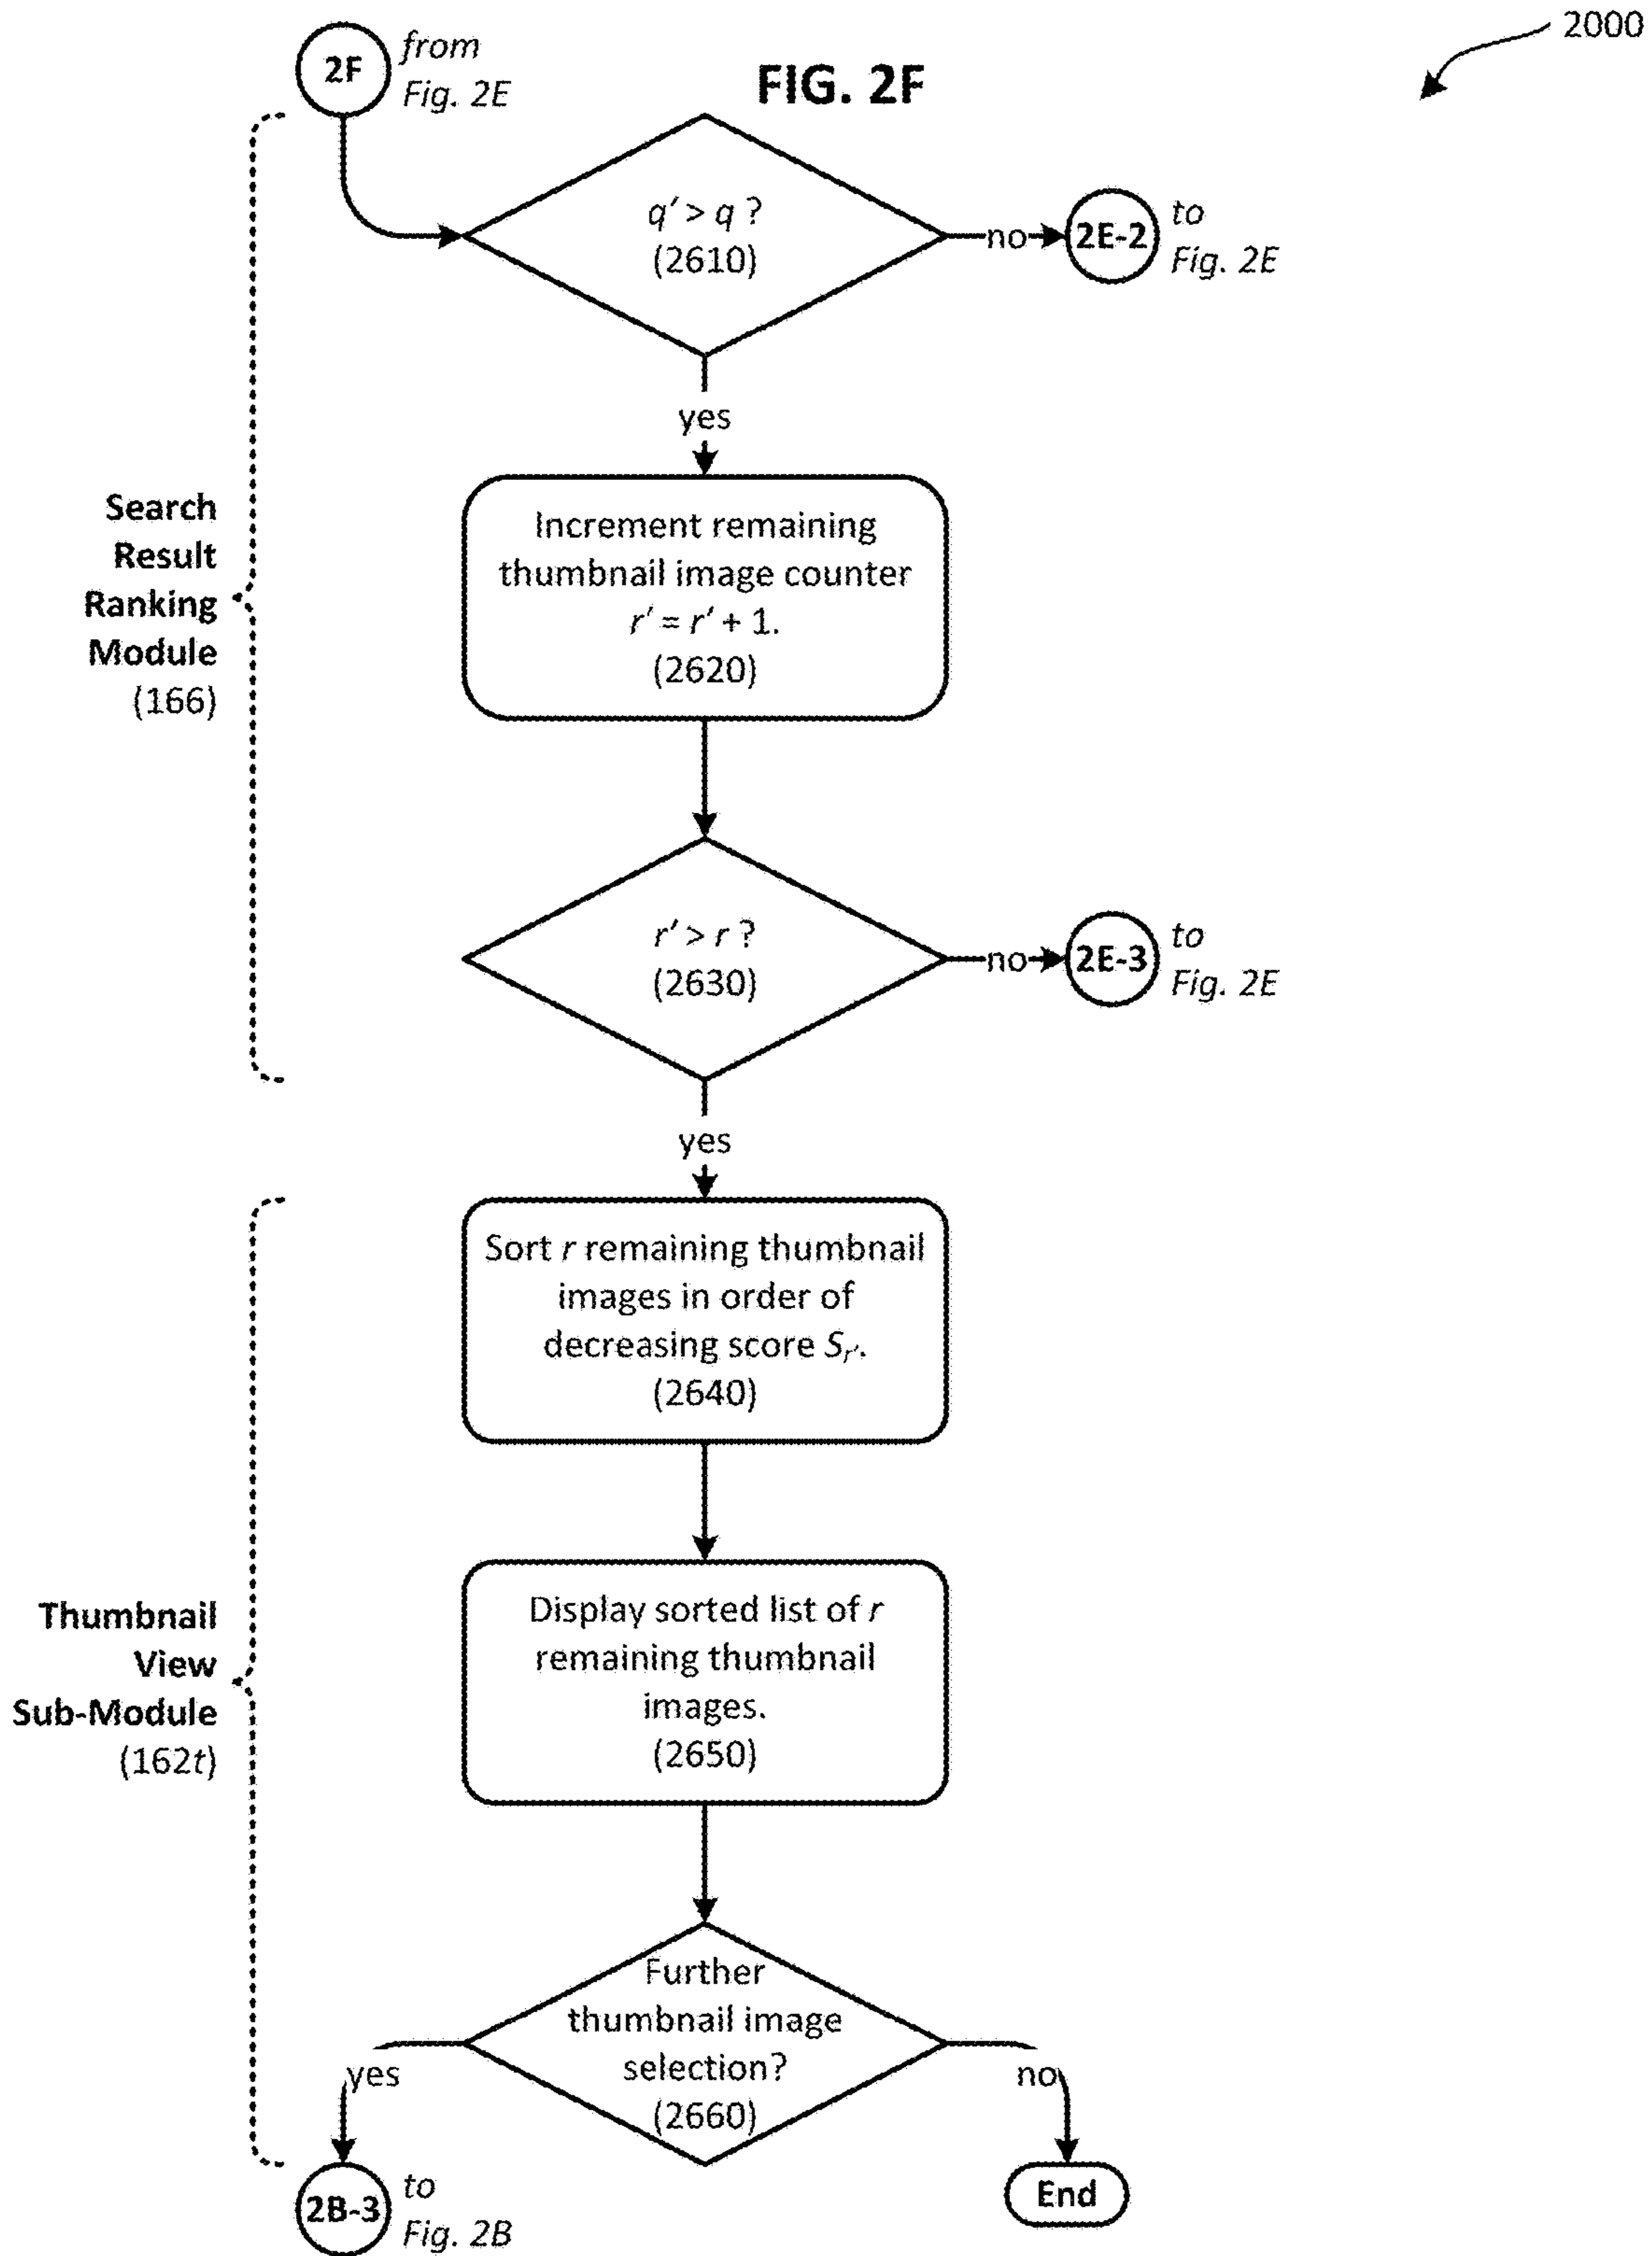 2000
2F
from
Fig. 2E
FIG. 2F
q' > q ?
(2610)
no
2E-2
to
Fig. 2E
yes
Search
Result
Ranking
Module
(166)
Increment remaining
thumbnail image counter
r' = r' + 1.
(2620)
r' > r ?
(2630)
no
2E-3
to
Fig. 2E
yes
Sort r remaining thumbnail
images in order of
decreasing score Sr'.
(2640)
Thumbnail
View
Sub-Module
(162t)
Display sorted list of r
remaining thumbnail
images.
(2650)
Further
thumbnail image
selection?
(2660)
yes
no
2B-3
to
Fig. 2B
End